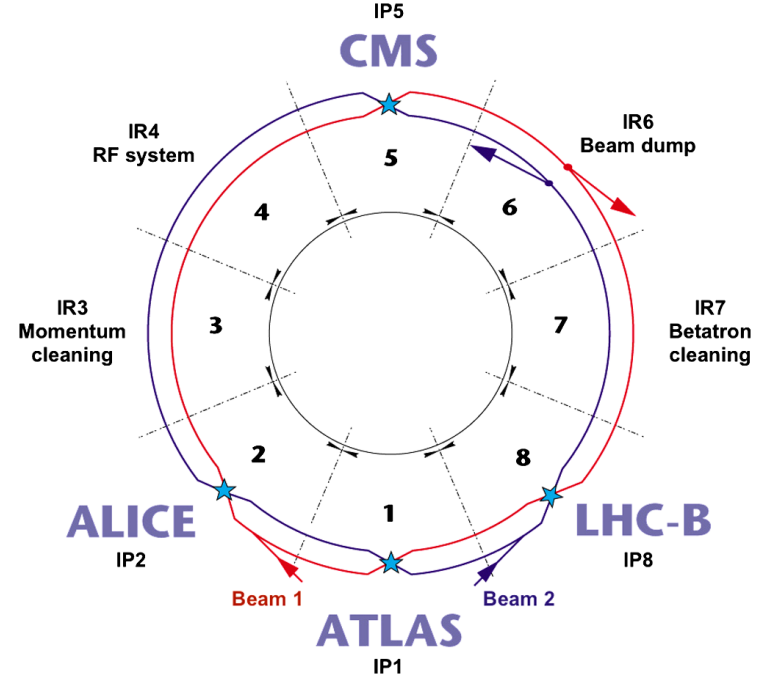 IP5
CMS
IR4
RF system
IR6
Beam dump
5
4
6
IR3
Momentum
cleaning
3
7
IR7
Betatron
cleaning
2
8
1
ALICE
IP2
LHC-B
IP8
Beam 1
Beam 2
ATLAS
IP1